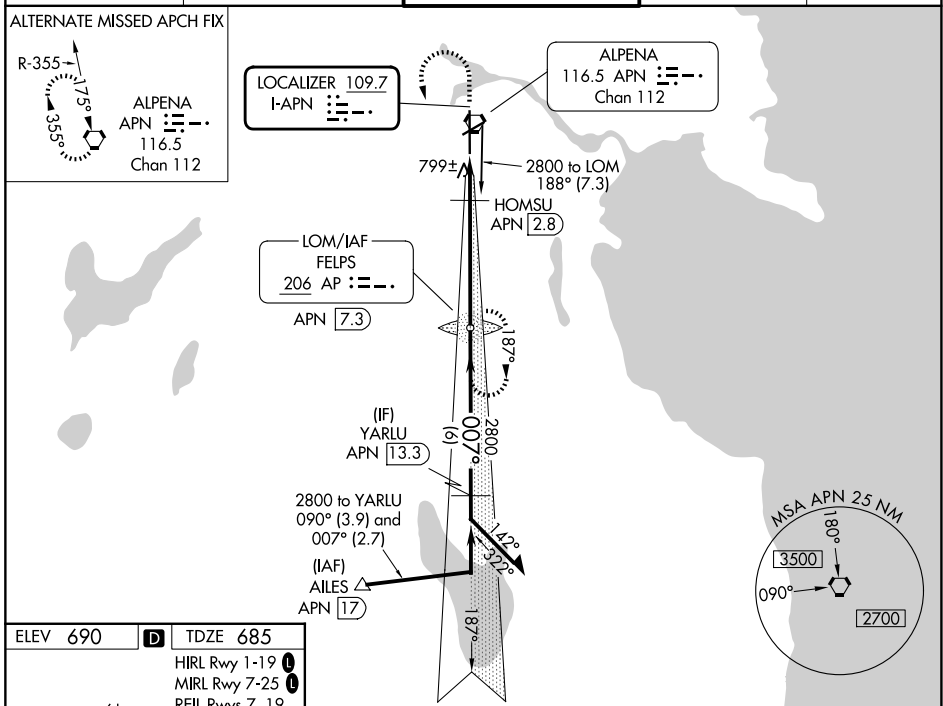 ALTERNATE MISSED APCH FIX
R-355
175°
355°
ALPENA
APN
116.5
Chan 112
LOCALIZER 109.7
I-APN
ALPENA
116.5 APN
Chan 112
799±
2800 to LOM
188° (7.3)
HOMSU
APN 2.8
LOM/IAF
FELPS
206 AP
APN 7.3
187°
(IF)
YARLU
APN 13.3
2800
007°
(6)
2800 to YARLU
090° (3.9) and
007° (2.7)
(IAF)
AILES
APN 17
142°
322°
187°
MSA APN 25 NM
180°
3500
090°
2700
ELEV 690
D
TDZE 685
HIRL Rwy 1-19 L
MIRL Rwy 7-25 L
REIL Rwys 7, 19